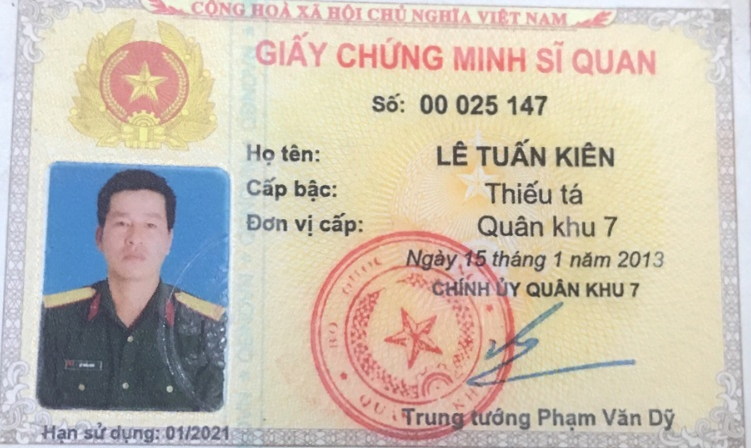 CỘNG HOÀ XÃ HỘI CHỦ NGHĨA VIỆT NAM
GIẤY CHỨNG MINH SĨ QUAN
Số: 00 025 147
Họ tên: LÊ TUẤN KIÊN
Cấp bậc: Thiếu tá
Đơn vị cấp: Quân khu 7
Ngày 15 tháng 1 năm 2013
CHÍNH ỦY QUÂN KHU 7
Trung tướng Phạm Văn Dỹ
Hạn sử dụng: 01/2021